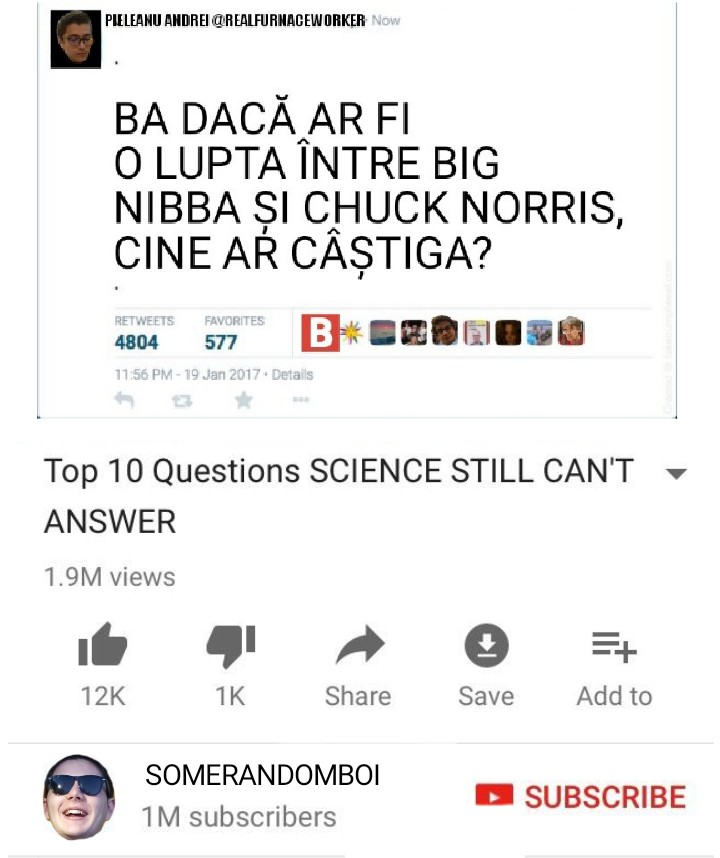 PIELEANU ANDREI @REALFURNACEWORKER Now
.
BA DACĂ AR FI
O LUPTA ÎNTRE BIG
NIBBA ȘI CHUCK NORRIS,
CINE AR CÂȘTIGA?
.
RETWEETS FAVORITES
4804 577 B
11:56 PM - 19 Jan 2017 · Details
Top 10 Questions SCIENCE STILL CAN'T
ANSWER
1.9M views
12K 1K Share Save Add to
SOMERANDOMBOI
1M subscribers
SUBSCRIBE